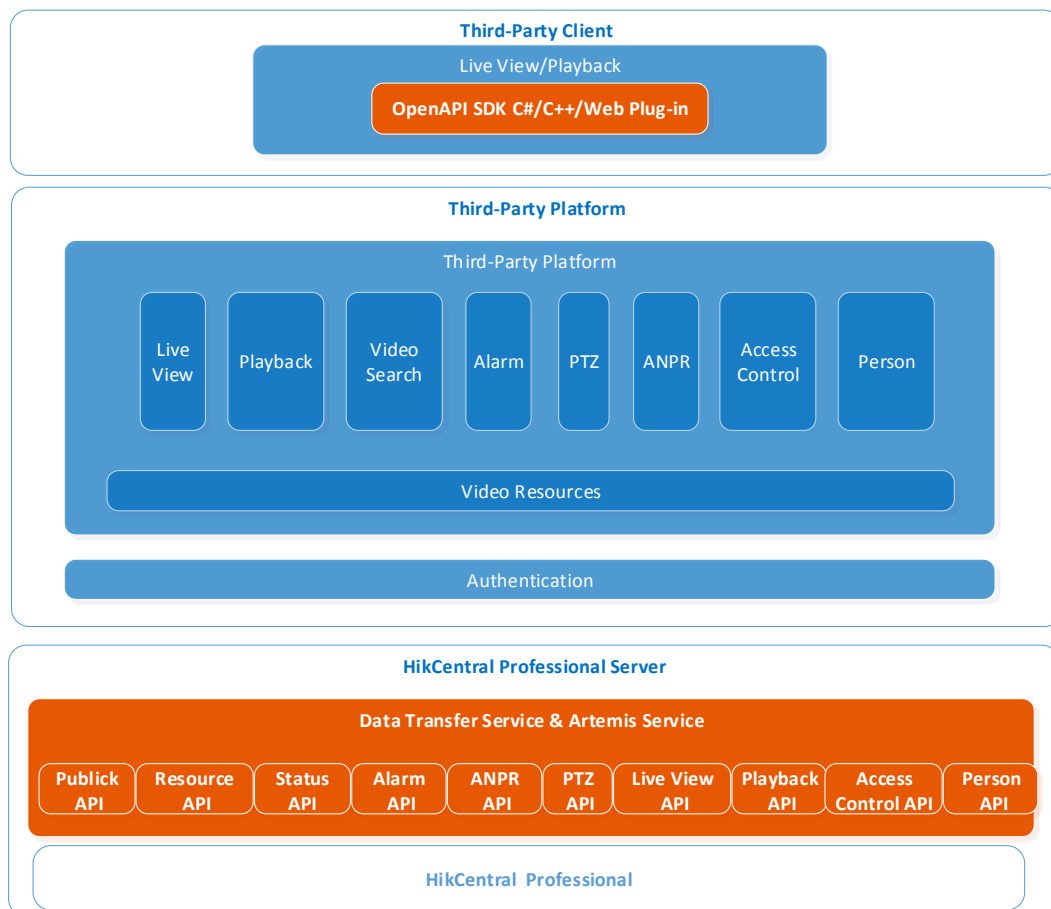 Third-Party Client
Live View/Playback
OpenAPI SDK C#/C++/Web Plug-in
Third-Party Platform
Third-Party Platform
Live
View
Playback
Video
Search
Alarm
PTZ
ANPR
Access
Control
Person
Video Resources
Authentication
HikCentral Professional Server
Data Transfer Service & Artemis Service
Publick
API
Resource
API
Status
API
Alarm
API
ANPR
API
PTZ
API
Live View
API
Playback
API
Access
Control API
Person
API
HikCentral Professional